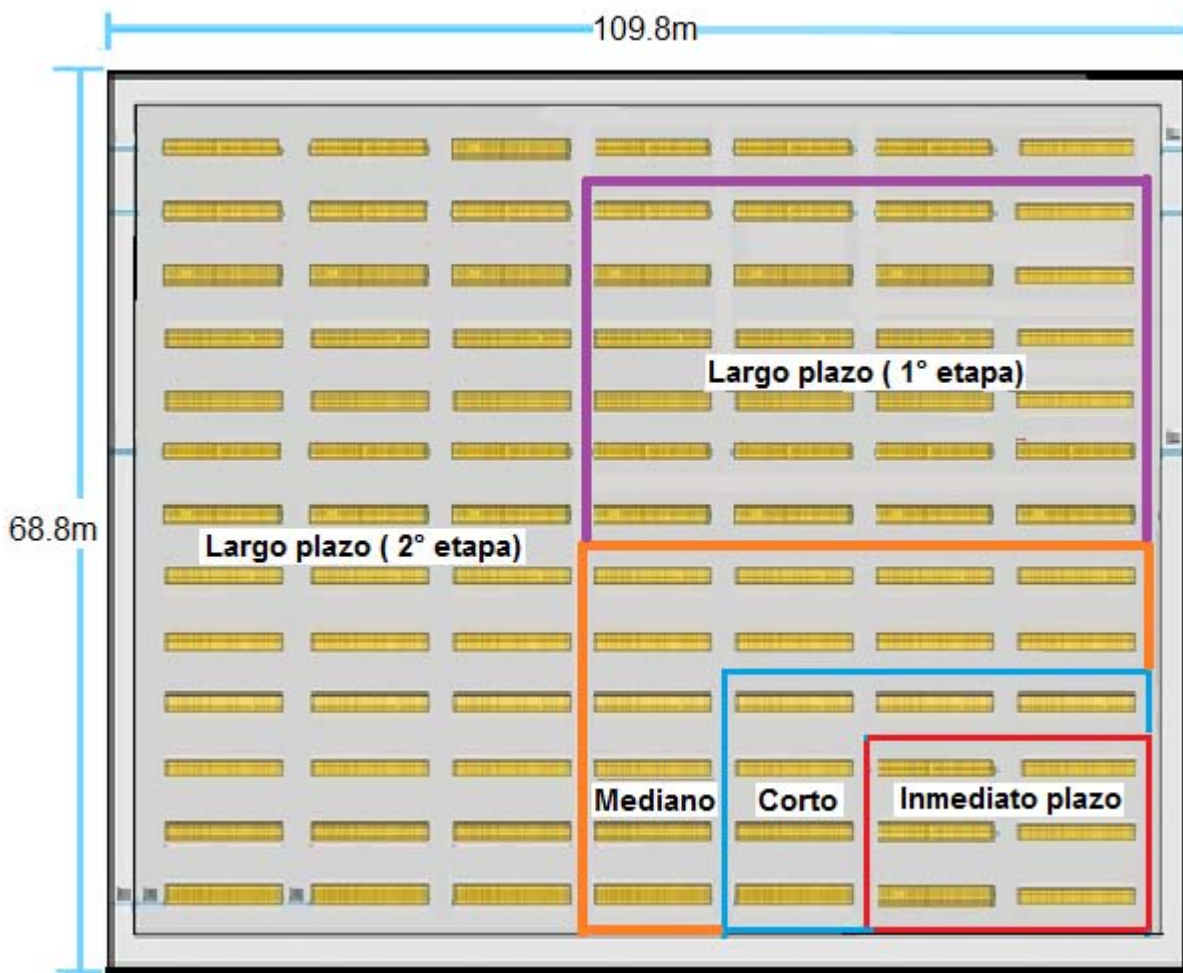 109.8m
Largo plazo ( 1° etapa)
68.8m
Largo plazo ( 2° etapa)
Mediano
Corto
Inmediato plazo